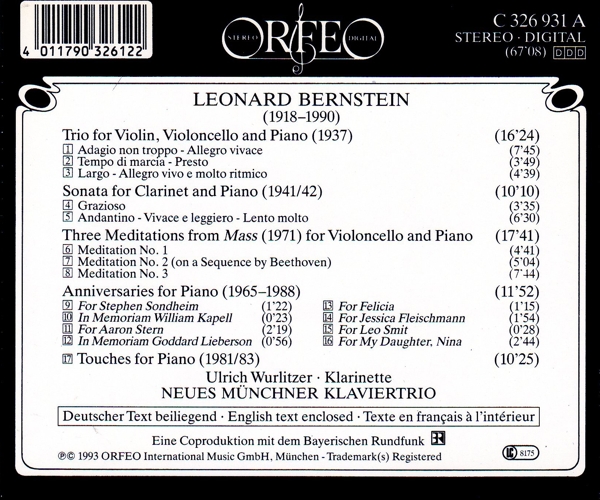 C 326 931 A
STEREO · DIGITAL
(67'08) DDD
4 011790 326122
STEREO ORFEO DIGITAL
LEONARD BERNSTEIN
(1918–1990)
Trio for Violin, Violoncello and Piano (1937) (16'24)
1 Adagio non troppo - Allegro vivace (7'45)
2 Tempo di marcia - Presto (3'49)
3 Largo - Allegro vivo e molto ritmico (4'39)
Sonata for Clarinet and Piano (1941/42) (10'10)
4 Grazioso (3'35)
5 Andantino - Vivace e leggiero - Lento molto (6'30)
Three Meditations from Mass (1971) for Violoncello and Piano (17'41)
6 Meditation No. 1 (4'41)
7 Meditation No. 2 (on a Sequence by Beethoven) (5'04)
8 Meditation No. 3 (7'44)
Anniversaries for Piano (1965–1988) (11'52)
9 For Stephen Sondheim (1'22) 13 For Felicia (1'15)
10 In Memoriam William Kapell (0'23) 14 For Jessica Fleischmann (1'54)
11 For Aaron Stern (2'19) 15 For Leo Smit (0'28)
12 In Memoriam Goddard Lieberson (0'56) 16 For My Daughter, Nina (2'44)
17 Touches for Piano (1981/83) (10'25)
Ulrich Wurlitzer · Klarinette
NEUES MÜNCHNER KLAVIERTRIO
Deutscher Text beiliegend · English text enclosed · Texte en français à l'intérieur
Eine Coproduktion mit dem Bayerischen Rundfunk
℗© 1993 ORFEO International Music GmbH, München - Trademark(s) Registered
LC 8175